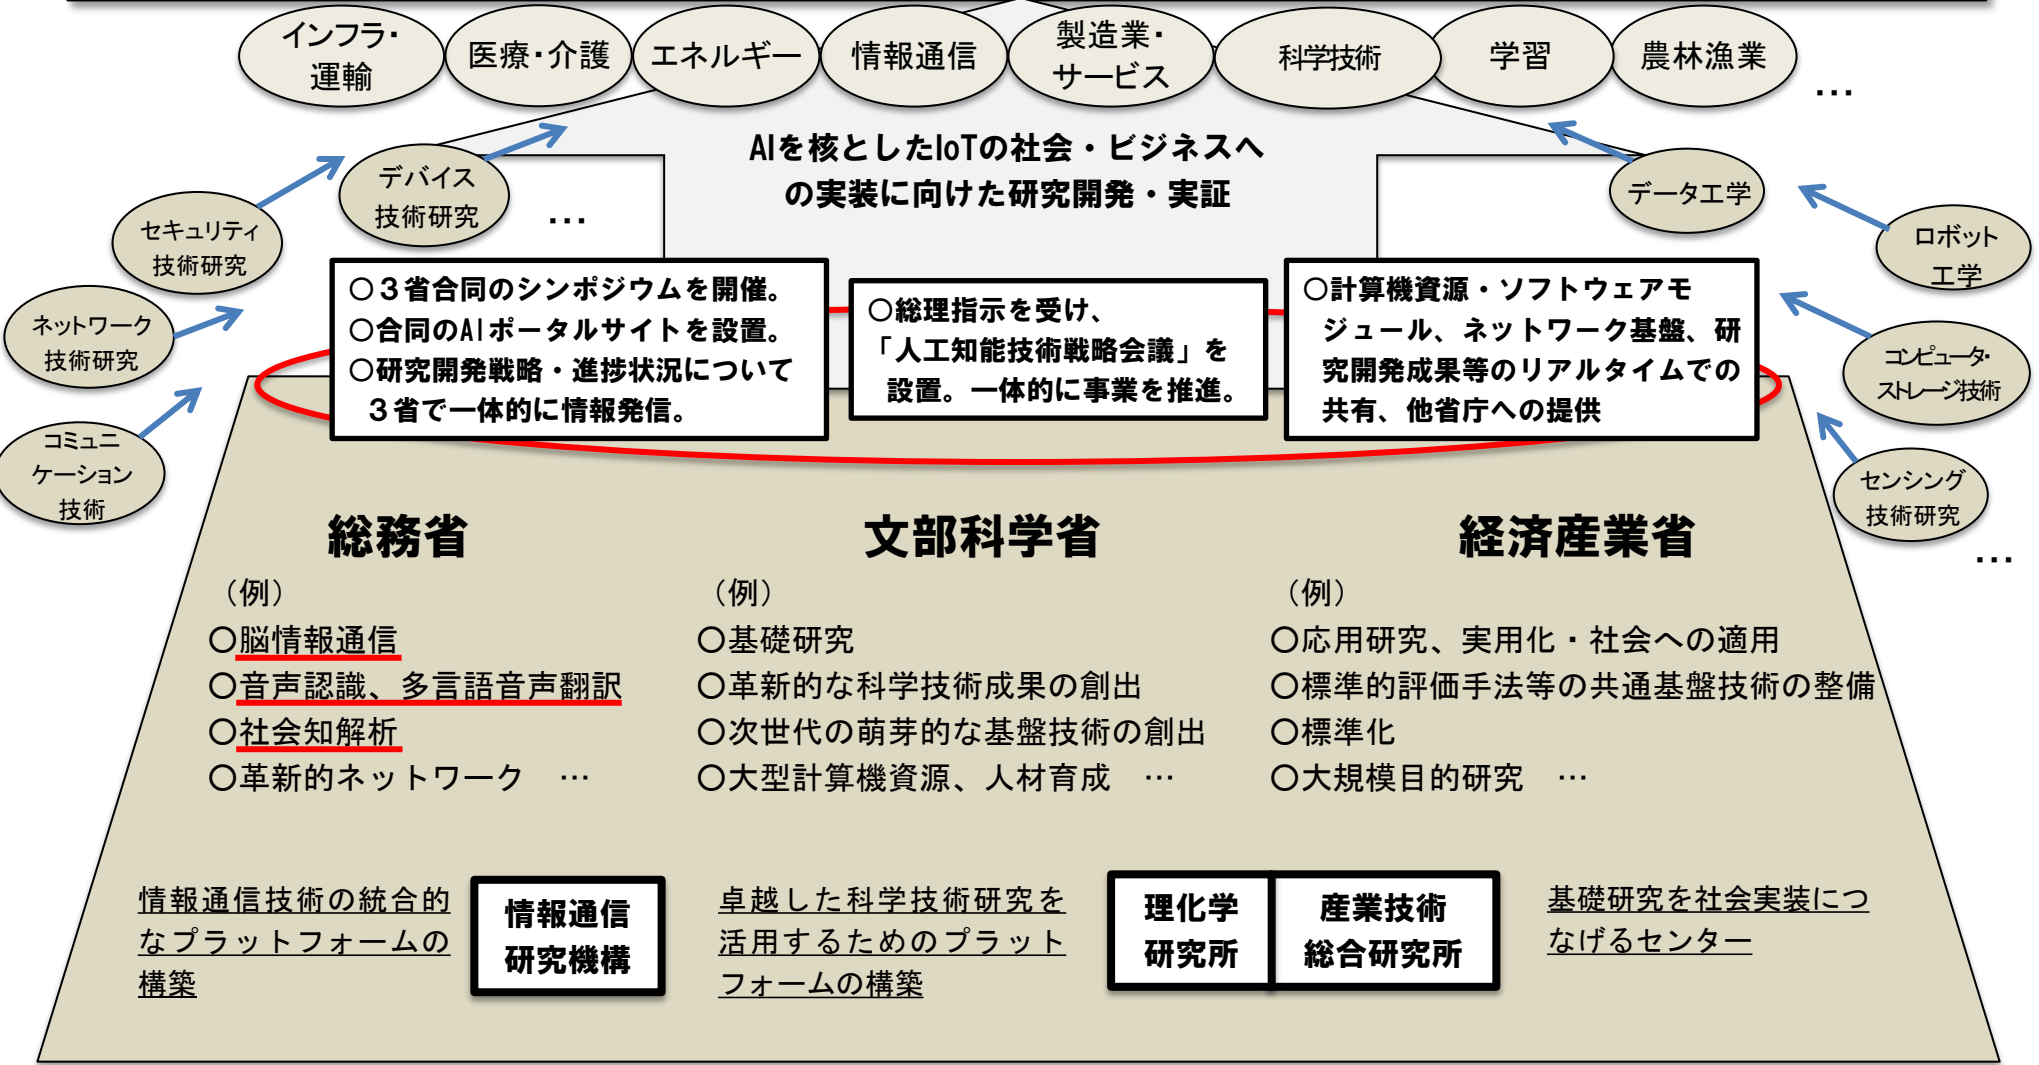 インフラ・
運輸
医療・介護
エネルギー
情報通信
製造業・
サービス
科学技術
学習
農林漁業
…
AIを核としたIoTの社会・ビジネスへ
の実装に向けた研究開発・実証
デバイス
技術研究
…
セキュリティ
技術研究
ネットワーク
技術研究
コミュニ
ケーション
技術
データ工学
ロボット
工学
コンピュータ・
ストレージ技術
センシング
技術研究
…
○３省合同のシンポジウムを開催。
○合同のAIポータルサイトを設置。
○研究開発戦略・進捗状況について
３省で一体的に情報発信。
○総理指示を受け、
「人工知能技術戦略会議」を
設置。一体的に事業を推進。
○計算機資源・ソフトウェアモ
ジュール、ネットワーク基盤、研
究開発成果等のリアルタイムでの
共有、他省庁への提供
総務省
（例）
○脳情報通信
○音声認識、多言語音声翻訳
○社会知解析
○革新的ネットワーク　…
文部科学省
（例）
○基礎研究
○革新的な科学技術成果の創出
○次世代の萌芽的な基盤技術の創出
○大型計算機資源、人材育成　…
経済産業省
（例）
○応用研究、実用化・社会への適用
○標準的評価手法等の共通基盤技術の整備
○標準化
○大規模目的研究　…
情報通信技術の統合的
なプラットフォームの
構築
情報通信
研究機構
卓越した科学技術研究を
活用するためのプラット
フォームの構築
理化学
研究所
産業技術
総合研究所
基礎研究を社会実装につ
なげるセンター